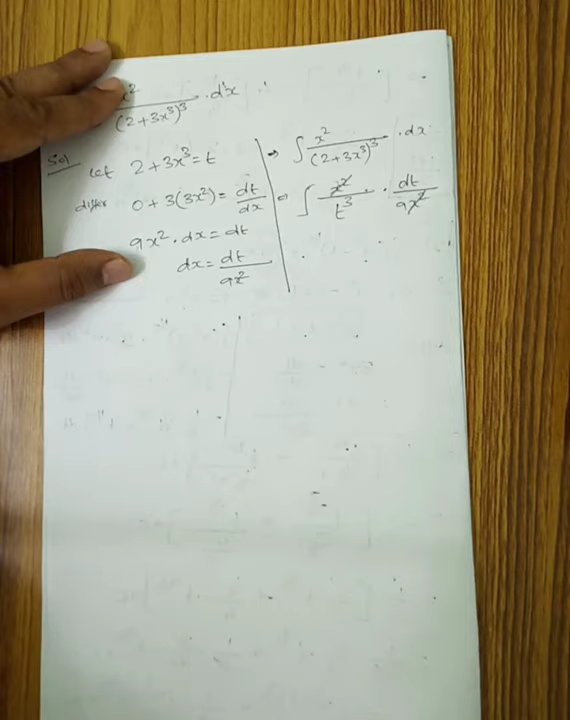 x²/(2+3x³)³ . dx
Sol let 2+3x³=t
differ 0+3(3x²)=dt/dx
9x².dx=dt
dx=dt/9x²
⇒ ∫ x²/(2+3x³)³ . dx
⇒ ∫ x²/t³ . dt/9x²